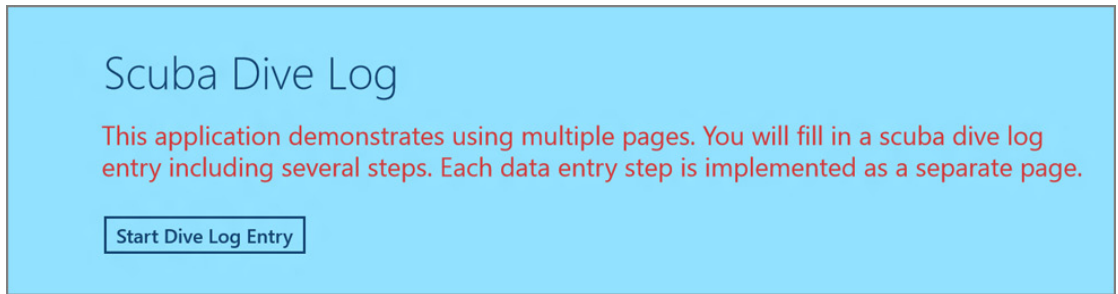 Scuba Dive Log
This application demonstrates using multiple pages. You will fill in a scuba dive log
entry including several steps. Each data entry step is implemented as a separate page.
Start Dive Log Entry